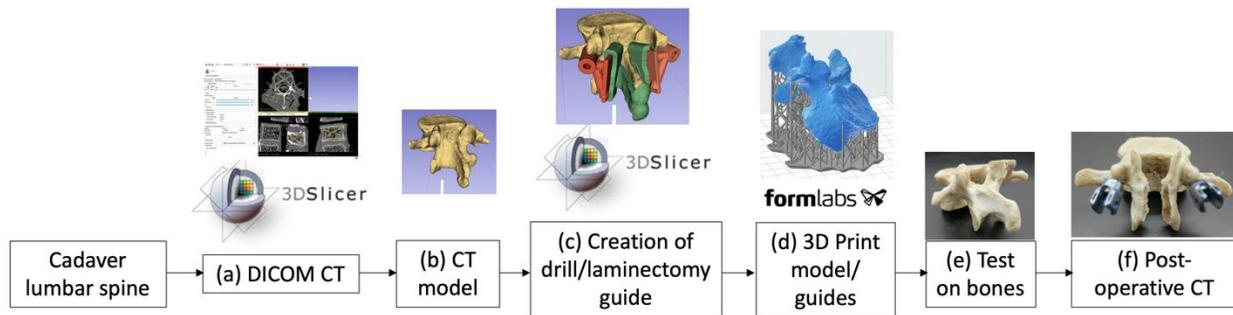 3DSlicer
3DSlicer
formlabs
Cadaver
lumbar spine
(a) DICOM CT
(b) CT
model
(c) Creation of
drill/laminectomy
guide
(d) 3D Print
model/
guides
(e) Test
on bones
(f) Post-
operative CT